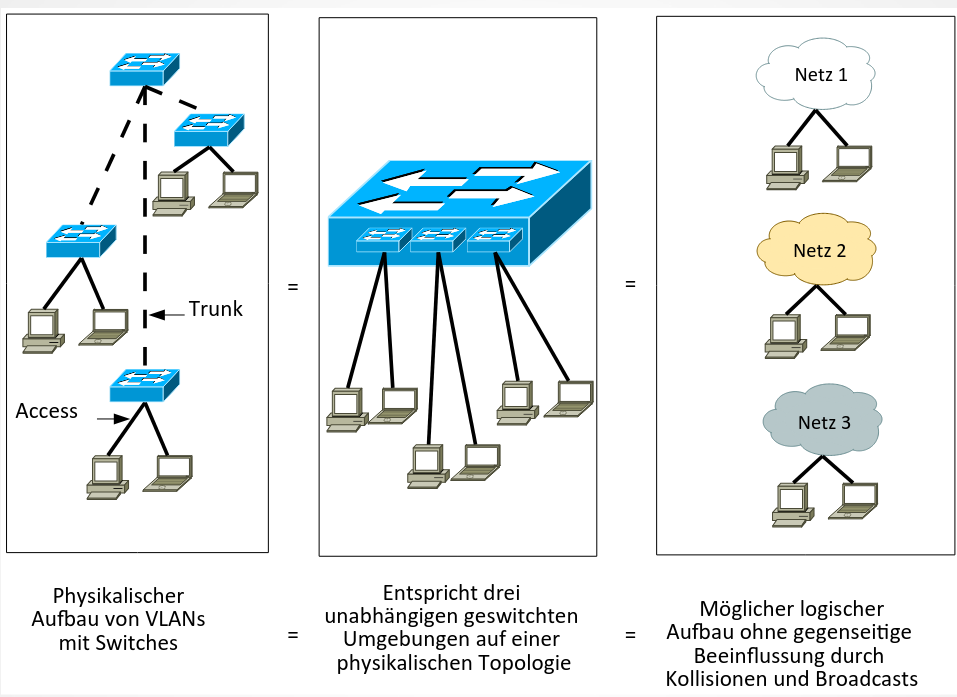 Trunk
Access
=
=
Netz 1
Netz 2
Netz 3
Physikalischer
Aufbau von VLANs
mit Switches
=
Entspricht drei
unabhängigen geswitchten
Umgebungen auf einer
physikalischen Topologie
=
Möglicher logischer
Aufbau ohne gegenseitige
Beeinflussung durch
Kollisionen und Broadcasts